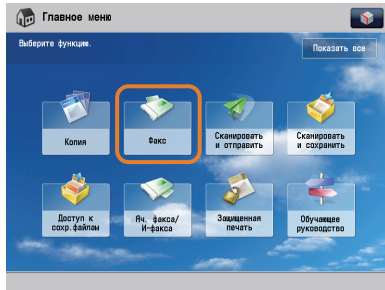 Главное меню
Выберите функцию.
Показать все
Копия
Факс
Сканировать
и отправить
Сканировать
и сохранить
Доступ к
сохр.файлам
Яч. факса/
И-факса
Защищенная
печать
Обучающее
руководство